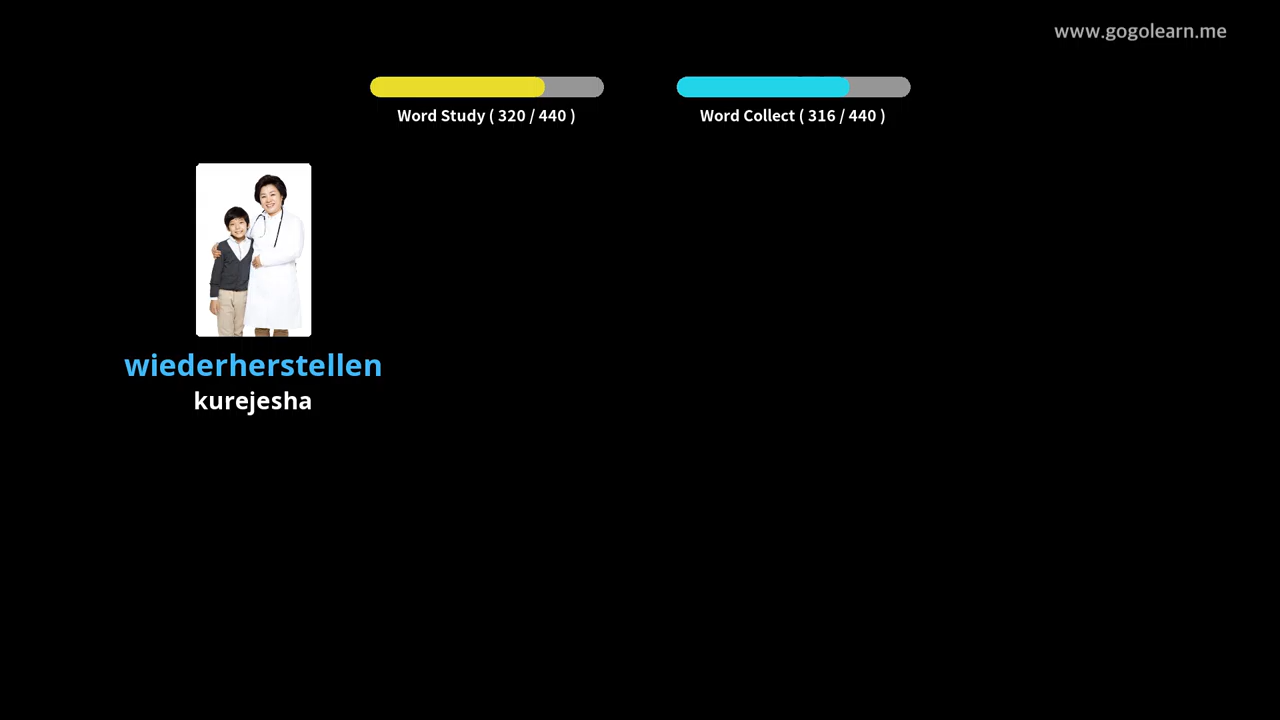 www.gogolearn.me
Word Study ( 320 / 440 )
Word Collect ( 316 / 440 )
wiederherstellen
kurejesha